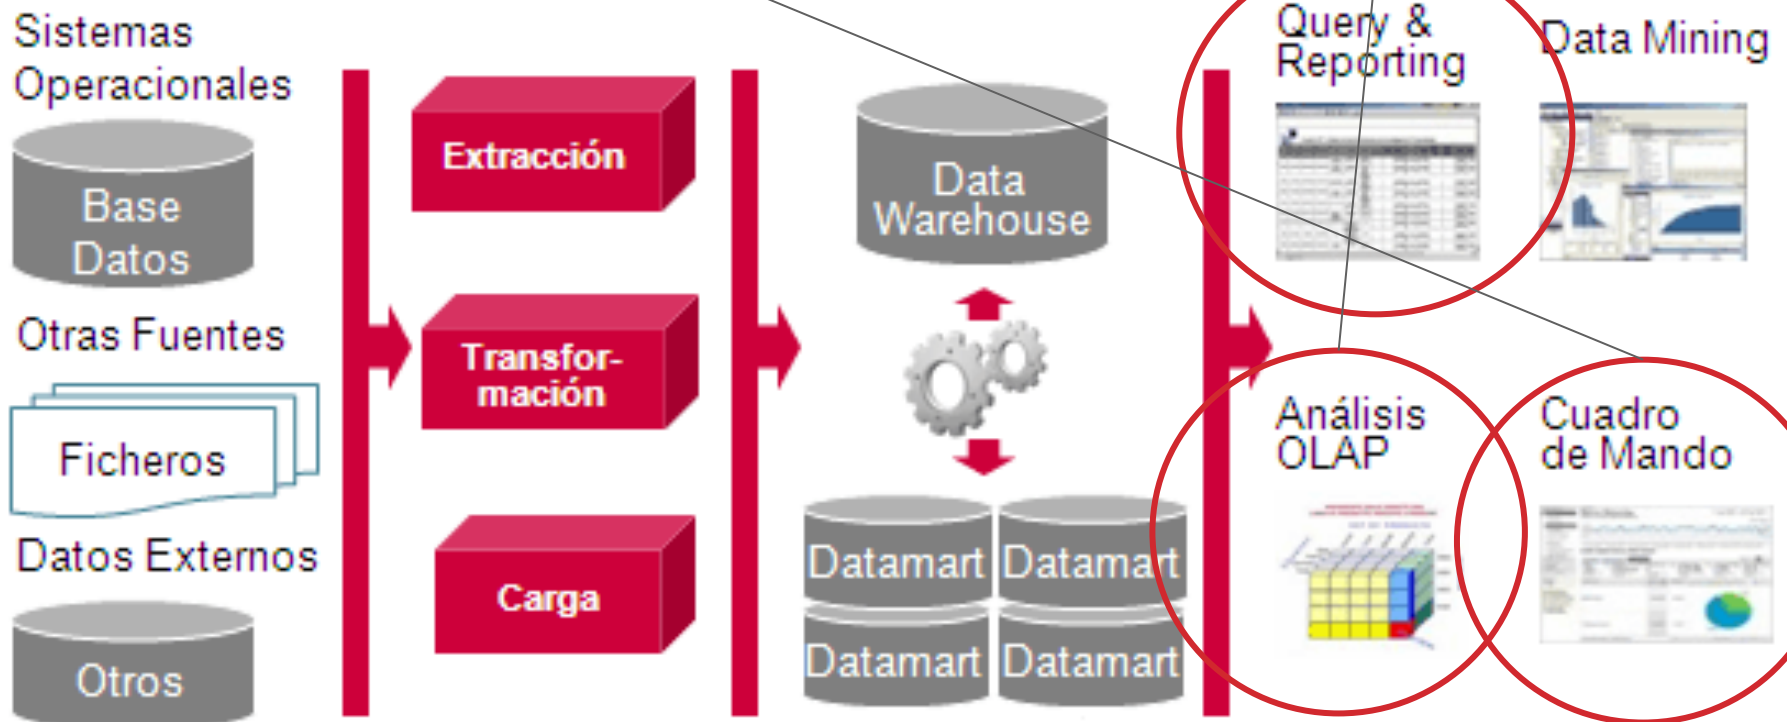 Sistemas
Operacionales
Base
Datos
Otras Fuentes
Ficheros
Datos Externos
Otros
Extracción
Transfor-
mación
Carga
Data
Warehouse
Datamart
Datamart
Datamart
Datamart
Query &
Reporting
Data Mining
Análisis
OLAP
Cuadro
de Mando